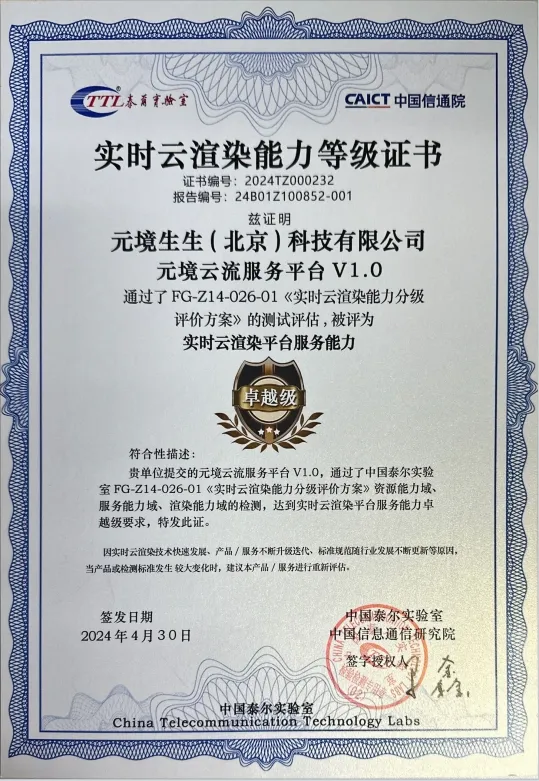 TTL泰尔实验室
CAICT 中国信通院
实时云渲染能力等级证书
证书编号：2024TZ000232
报告编号：24B01Z100852-001
兹证明
元境生生（北京）科技有限公司
元境云流服务平台 V1.0
通过了 FG-Z14-026-01《实时云渲染能力分级
评价方案》的测试评估，被评为
实时云渲染平台服务能力
卓越级
符合性描述：
贵单位提交的元境云流服务平台 V1.0，通过了中国泰尔实验
室 FG-Z14-026-01《实时云渲染能力分级评价方案》资源能力域、
服务能力域、渲染能力域的检测，达到实时云渲染平台服务能力卓
越级要求，特发此证。
因实时云渲染技术快速发展、产品 / 服务不断升级迭代、标准规范随行业发展不断更新等原因，
当产品或检测标准发生 较大变化时，建议本产品 / 服务进行重新评估。
签发日期
2024 年 4 月 30 日
中国泰尔实验室
中国信息通信研究院
签字授权人
中国泰尔实验室
China Telecommunication Technology Labs